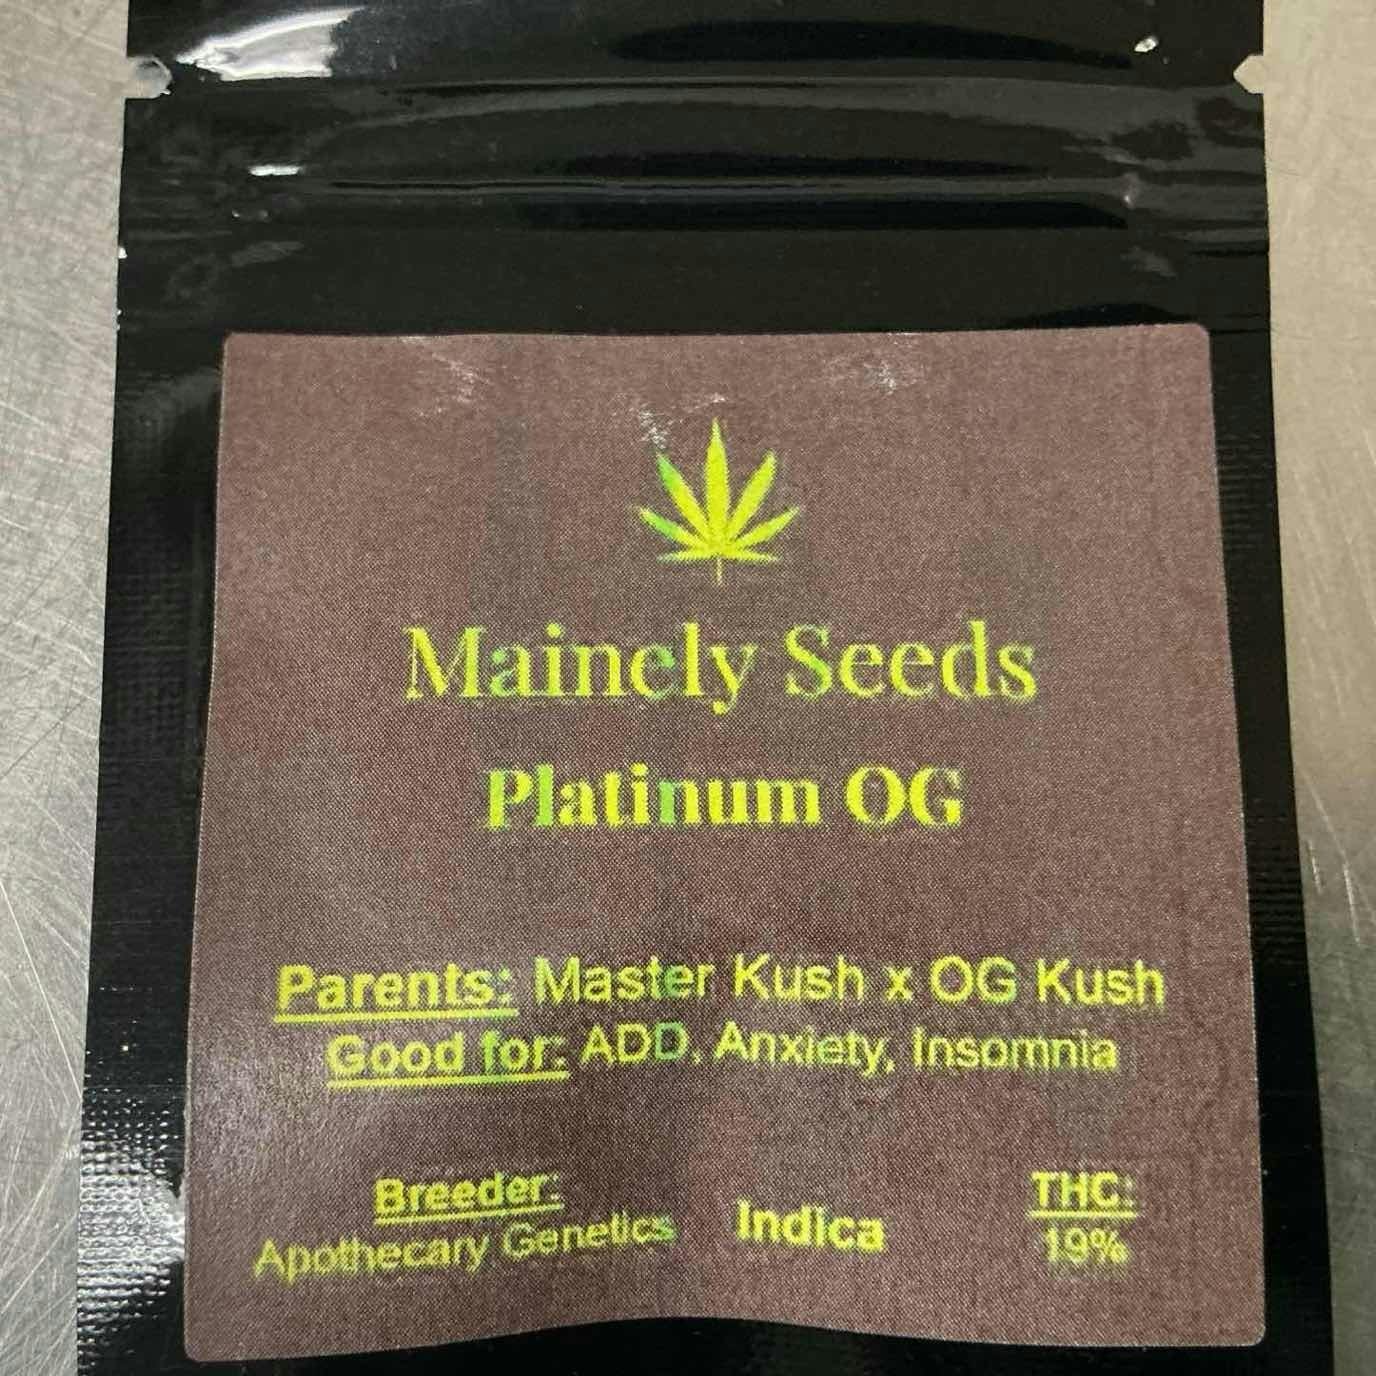 Mainely Seeds
Platinum OG
Parents: Master Kush x OG Kush
Good for: ADD, Anxiety, Insomnia
Breeder:
Apothecary Genetics
Indica
THC:
19%